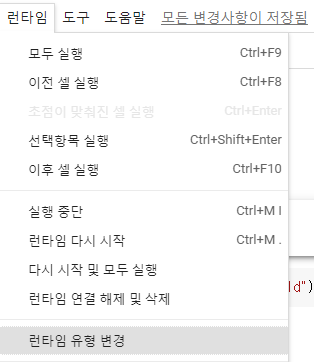 런타임 도구 도움말 모든 변경사항이 저장됨
모두 실행 Ctrl+F9
이전 셀 실행 Ctrl+F8
초점이 맞춰진 셀 실행 Ctrl+Enter
선택항목 실행 Ctrl+Shift+Enter
이후 셀 실행 Ctrl+F10
실행 중단 Ctrl+M I
런타임 다시 시작 Ctrl+M .
다시 시작 및 모두 실행
런타임 연결 해제 및 삭제
ld")
런타임 유형 변경